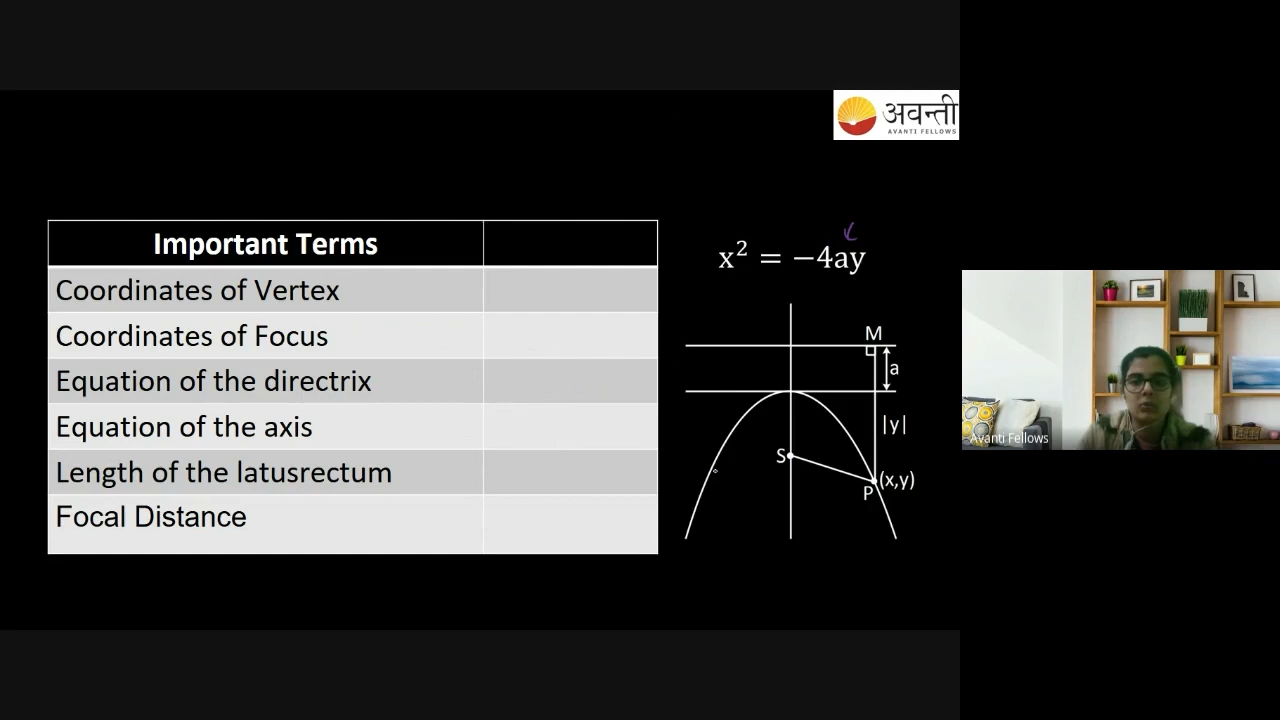 अवन्ती
AVANTI FELLOWS
Important Terms
Coordinates of Vertex
Coordinates of Focus
Equation of the directrix
Equation of the axis
Length of the latusrectum
Focal Distance
x² = −4ay
M
a
|y|
S
P
(x,y)
Avanti Fellows